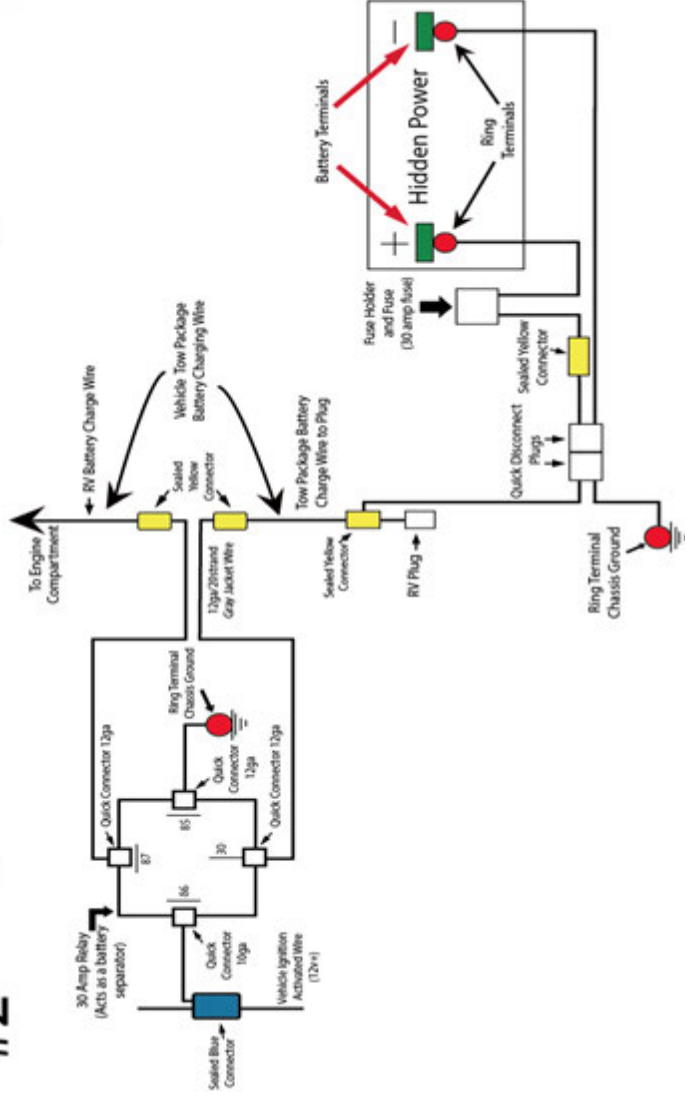 #2
To Engine
Compartment
RV Battery Charge Wire
Vehicle Tow Package
Battery Charging Wire
Sealed
Yellow
Connector
12ga/20strand
Gray Jacket Wire
Tow Package Battery
Charge Wire to Plug
Sealed Yellow
Connector
RV Plug
30 Amp Relay
(Acts as a battery
separator)
Quick Connector 12ga
87
86
85
30
Quick
Connector
12ga
Ring Terminal
Chassis Ground
Quick Connector 12ga
Quick
Connector
10ga
Sealed Blue
Connector
Vehicle Ignition
Activated Wire
(12v+)
Battery Terminals
+
−
Hidden Power
Ring
Terminals
Fuse Holder
and Fuse
(30 amp fuse)
Sealed Yellow
Connector
Quick Disconnect
Plugs
Ring Terminal
Chassis Ground